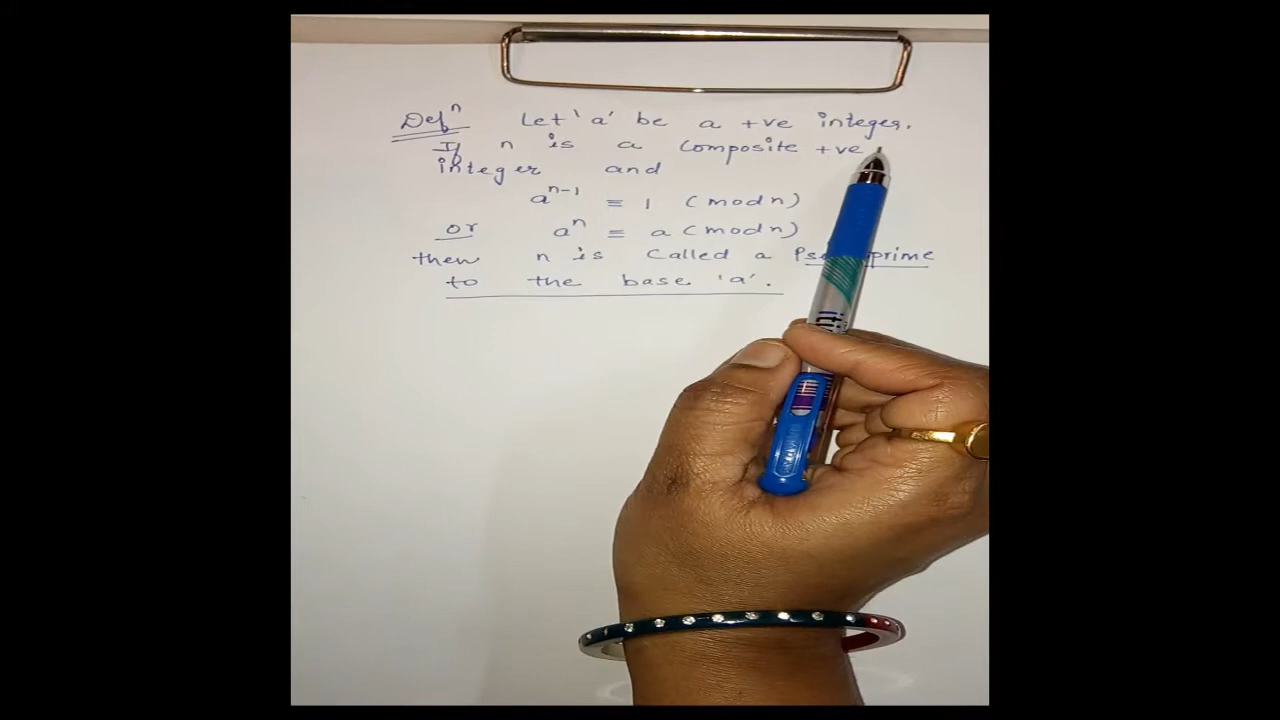 Defⁿ Let 'a' be a +ve integer.
If n is a composite +ve
integer and
aⁿ⁻¹ ≡ 1 (mod n)
or aⁿ ≡ a (mod n)
then n is called a prime
to the base 'a'.